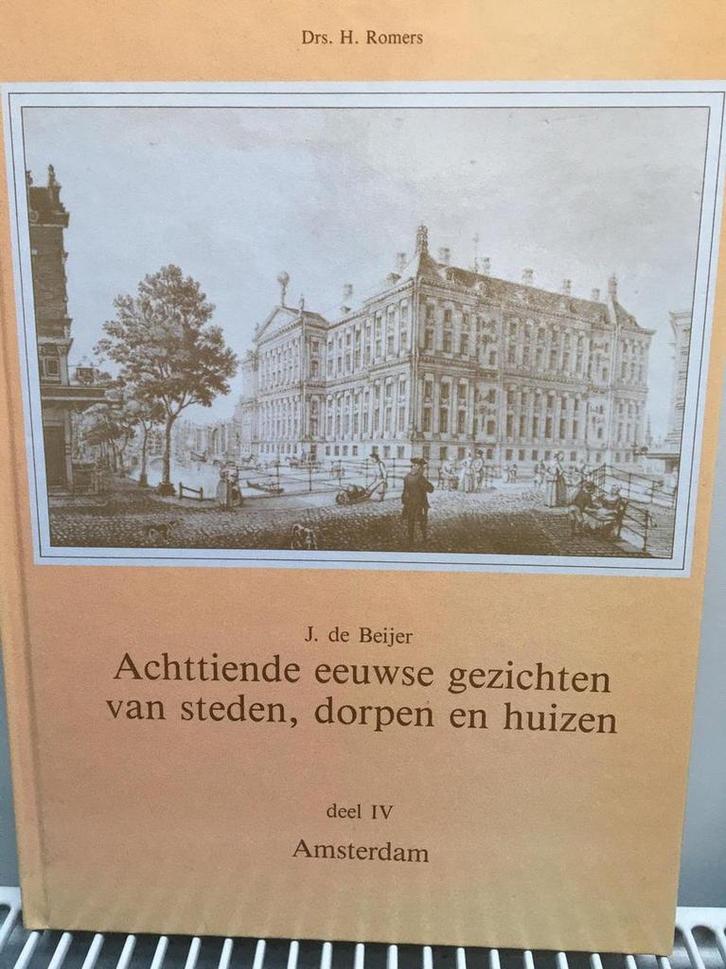 Drs. H. Romers
J. de Beijer
Achttiende eeuwse gezichten
van steden, dorpen en huizen
deel IV
Amsterdam